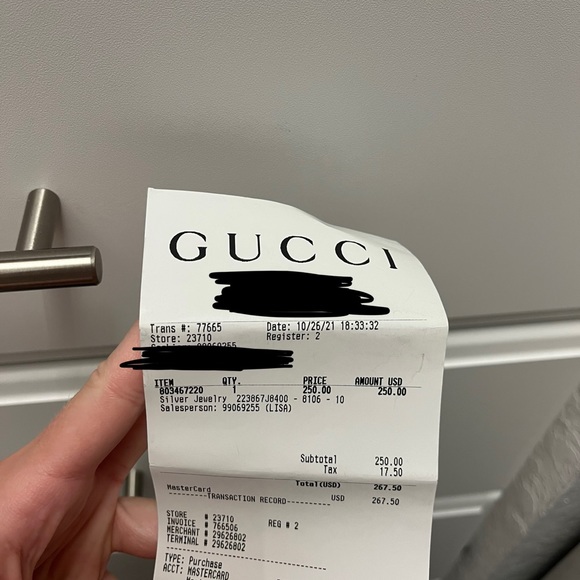 GUCCI
Trans #: 77665 Date: 10/26/21 18:33:32
Store: 23710 Register: 2
ITEM QTY. PRICE AMOUNT USD
803467220 1 250.00 250.00
Silver Jewelry 223867J8400 - 8106 - 10
Salesperson: 99069255 (LISA)
Subtotal 250.00
Tax 17.50
Total(USD) 267.50
MasterCard USD 267.50
----------TRANSACTION RECORD----------
STORE # 23710 REG # 2
INVOICE # 766506
MERCHANT # 29626802
TERMINAL # 29626802
TYPE: Purchase
ACCT: MASTERCARD